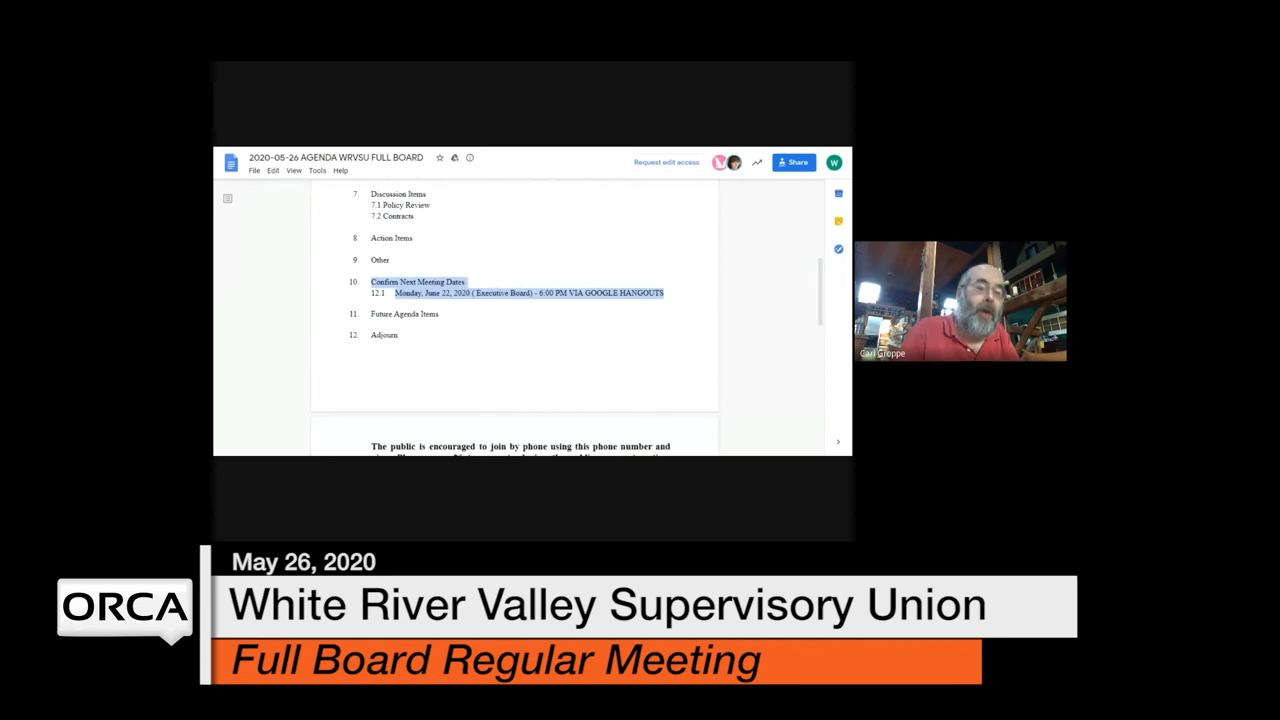 2020-05-26 AGENDA WRVSU FULL BOARD
File Edit View Tools Help
Request edit access
Share
W
7. Discussion Items
7.1 Policy Review
7.2 Contracts
8. Action Items
9. Other
10. Confirm Next Meeting Dates
12.1 Monday, June 22, 2020 ( Executive Board) - 6:00 PM VIA GOOGLE HANGOUTS
11. Future Agenda Items
12. Adjourn
The public is encouraged to join by phone using this phone number and
Carl Groppe
May 26, 2020
ORCA
White River Valley Supervisory Union
Full Board Regular Meeting